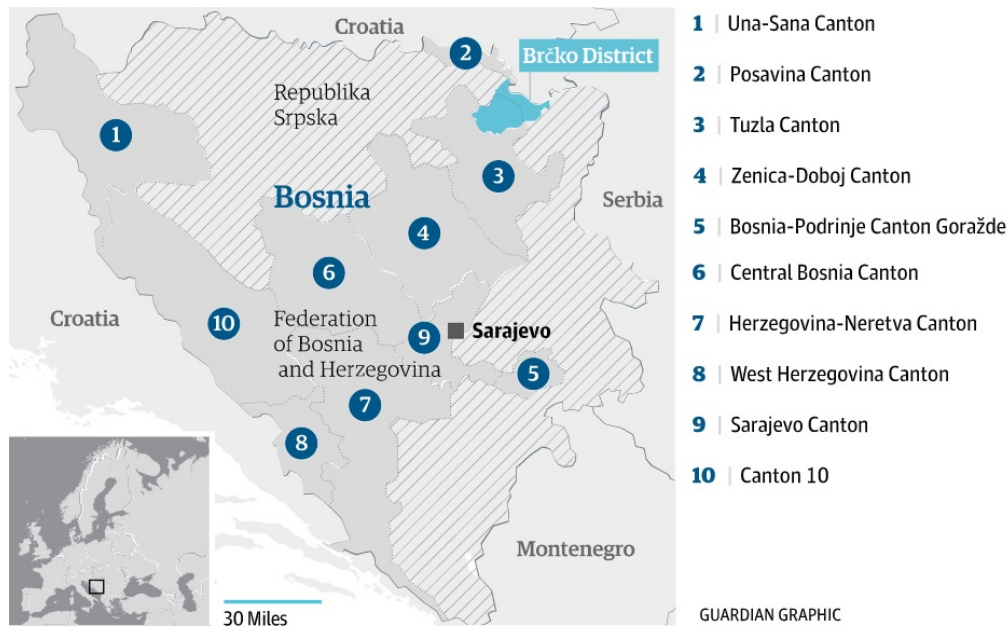 Croatia
2
Brčko District
Republika
Srpska
1
3
Bosnia
Serbia
4
6
Croatia
10
Federation
of Bosnia
and Herzegovina
9
Sarajevo
5
7
8
Montenegro
30 Miles
1 | Una-Sana Canton
2 | Posavina Canton
3 | Tuzla Canton
4 | Zenica-Doboj Canton
5 | Bosnia-Podrinje Canton Goražde
6 | Central Bosnia Canton
7 | Herzegovina-Neretva Canton
8 | West Herzegovina Canton
9 | Sarajevo Canton
10 | Canton 10
GUARDIAN GRAPHIC